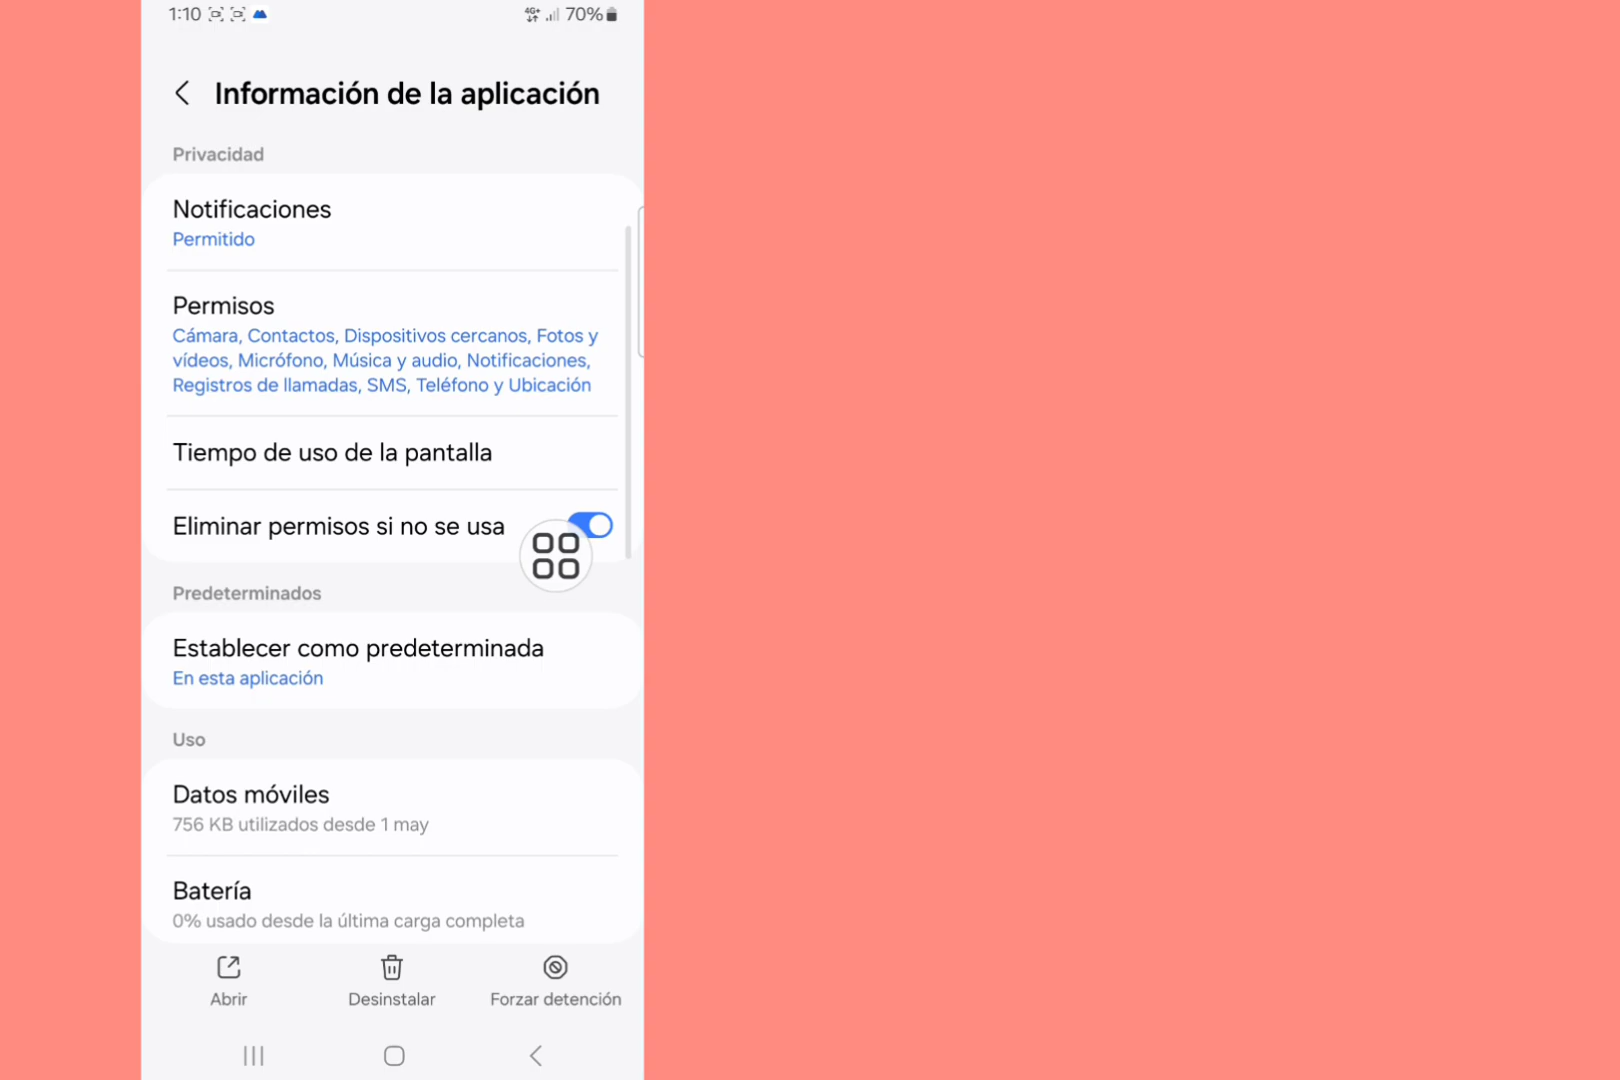 1:10 4G+ 70%
Información de la aplicación
Privacidad
Notificaciones
Permitido
Permisos
Cámara, Contactos, Dispositivos cercanos, Fotos y
vídeos, Micrófono, Música y audio, Notificaciones,
Registros de llamadas, SMS, Teléfono y Ubicación
Tiempo de uso de la pantalla
Eliminar permisos si no se usa
Predeterminados
Establecer como predeterminada
En esta aplicación
Uso
Datos móviles
756 KB utilizados desde 1 may
Batería
0% usado desde la última carga completa
Abrir Desinstalar Forzar detención